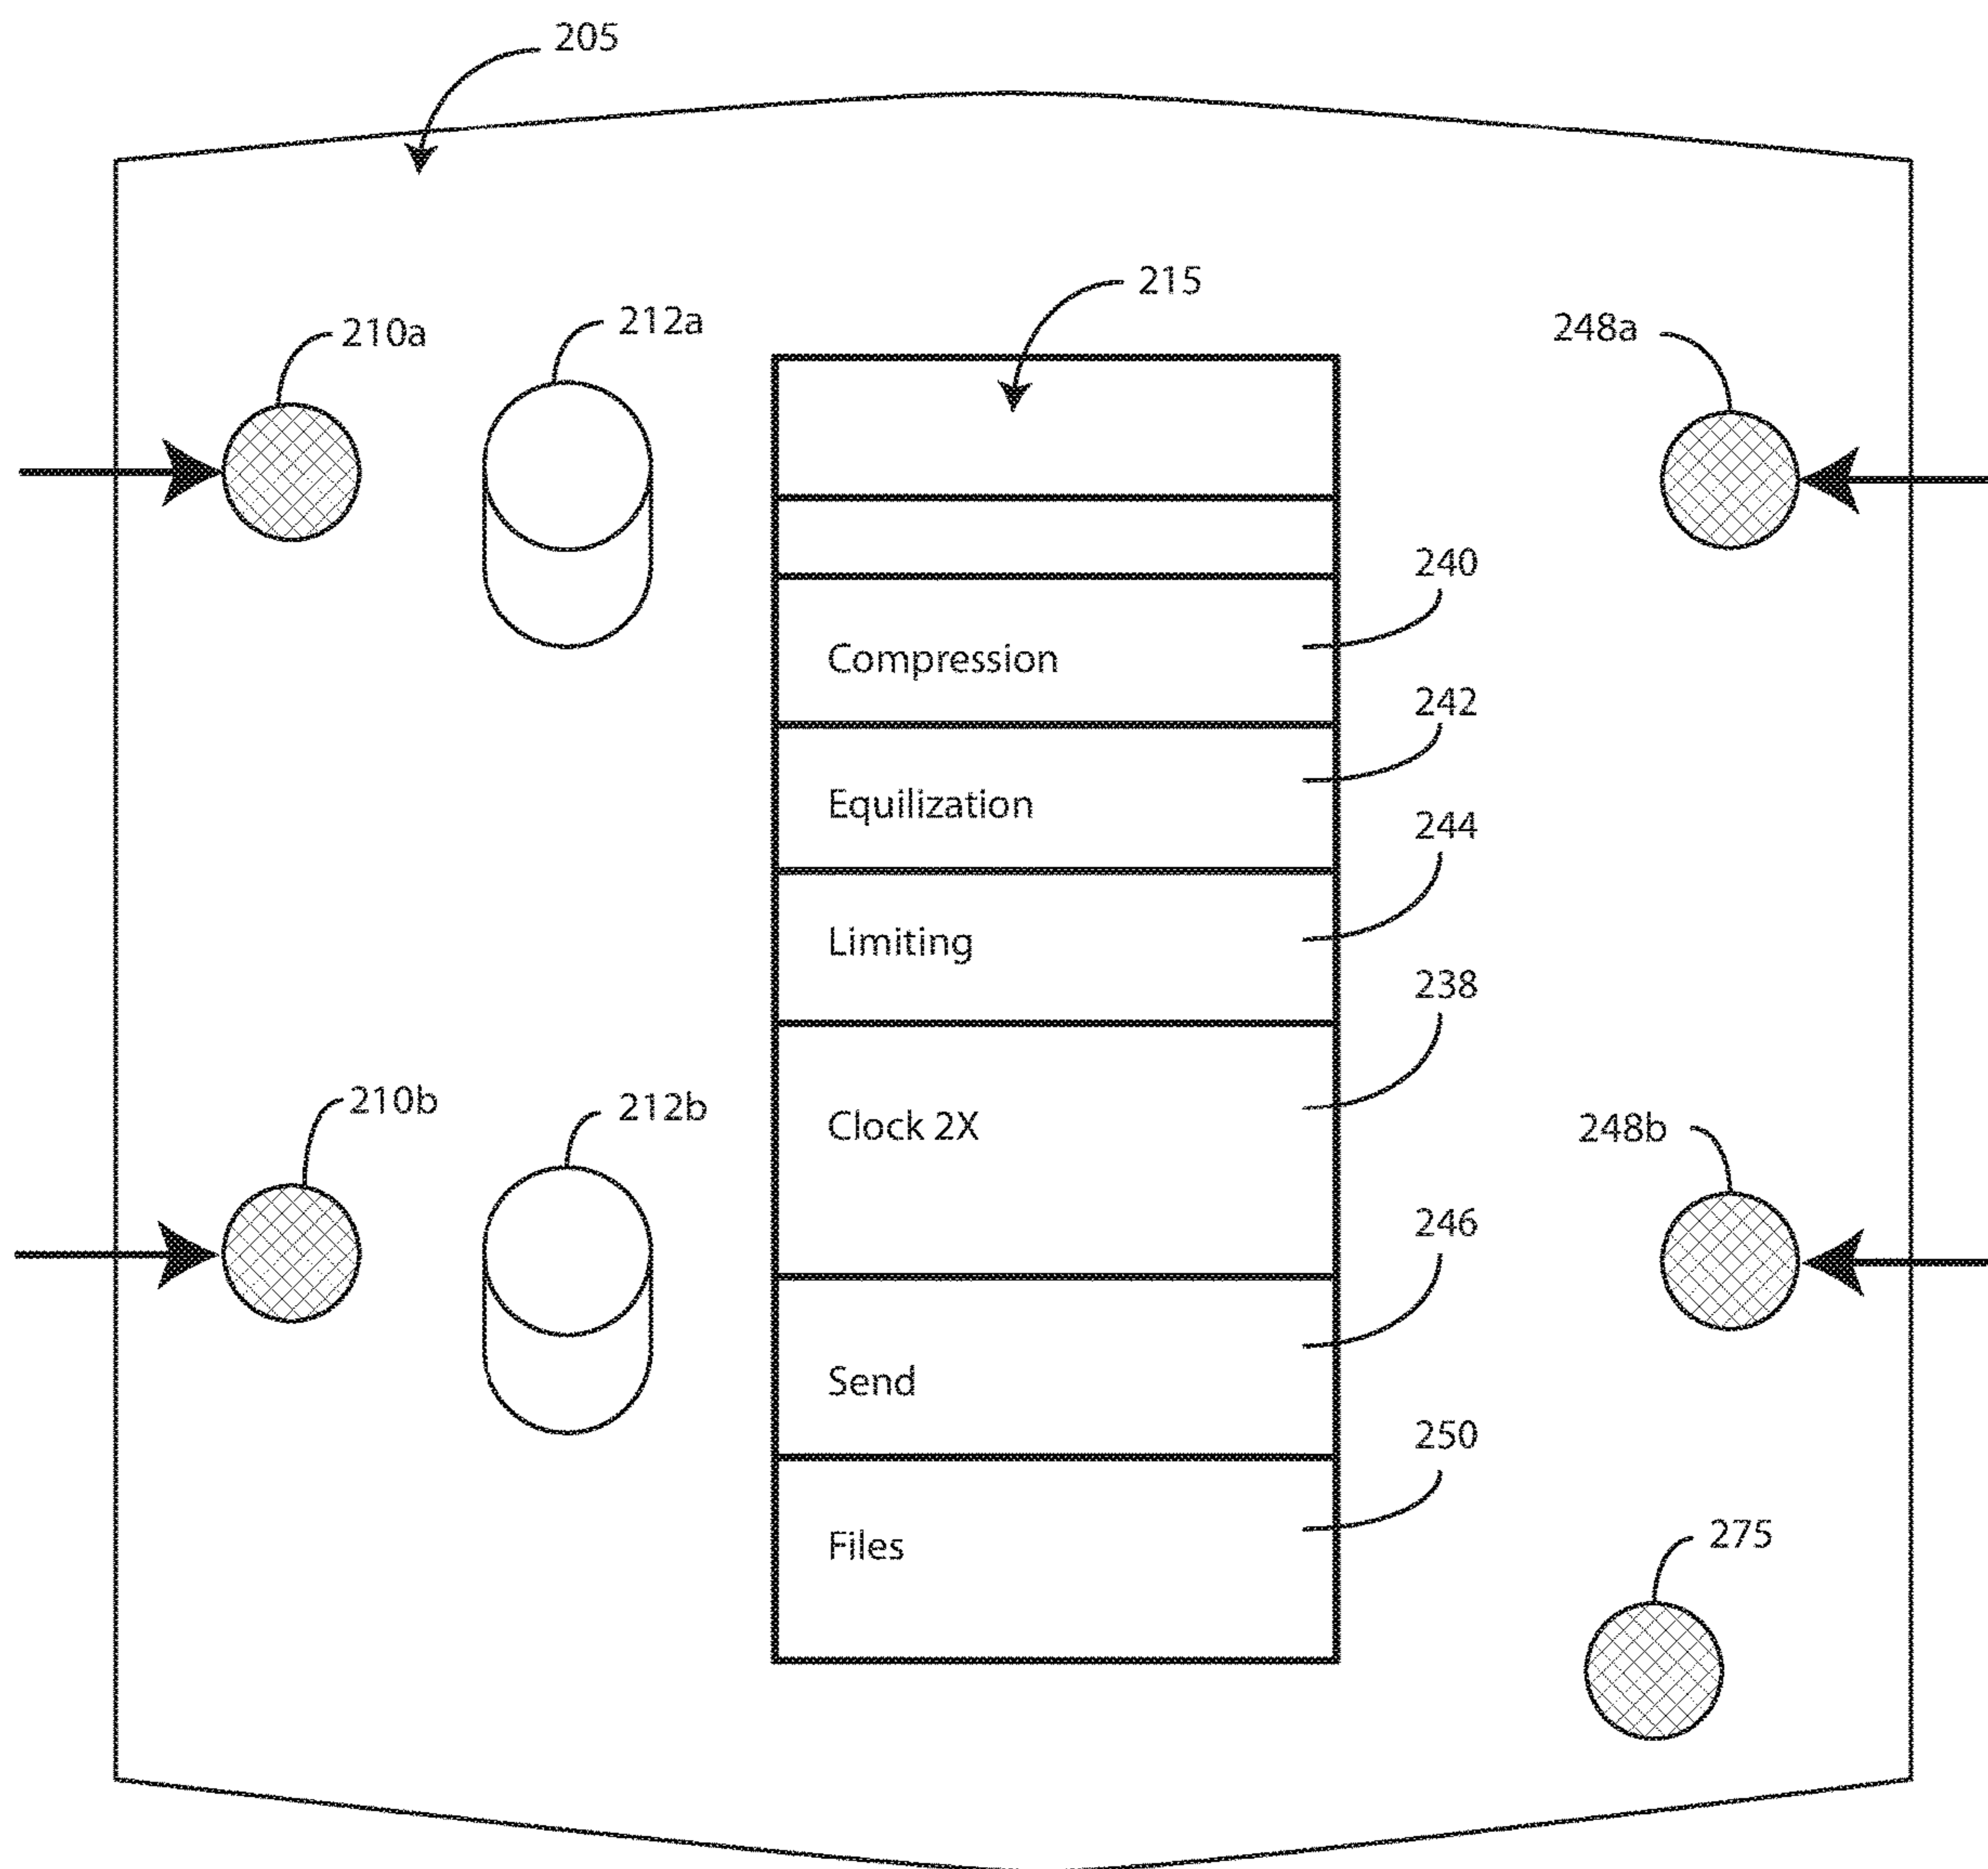 205
215
210a
212a
248a
240
Compression
242
Equilization
244
Limiting
238
210b
212b
Clock 2X
248b
246
Send
250
Files
275